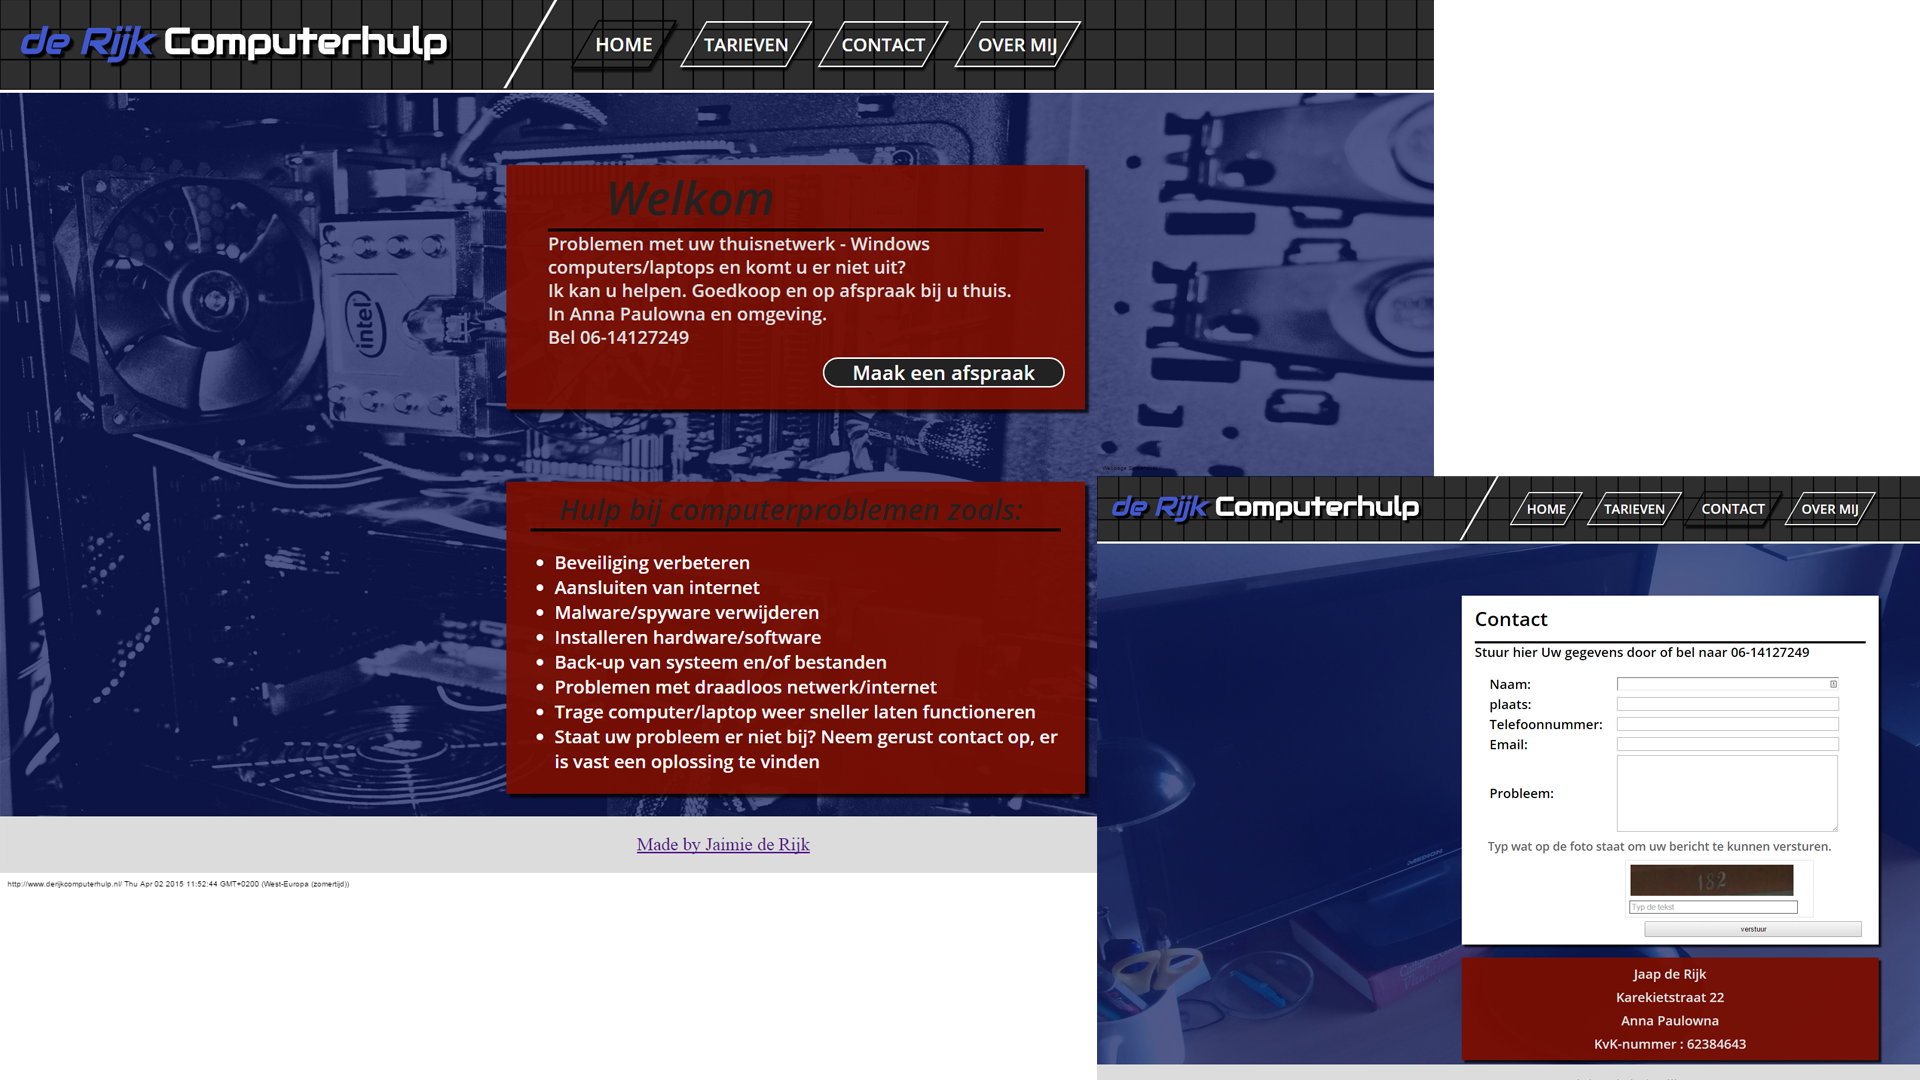 de Rijk Computerhulp
HOME
TARIEVEN
CONTACT
OVER MIJ
Welkom
Problemen met uw thuisnetwerk - Windows
computers/laptops en komt u er niet uit?
Ik kan u helpen. Goedkoop en op afspraak bij u thuis.
In Anna Paulowna en omgeving.
Bel 06-14127249
Maak een afspraak
intel
Hulp bij computerproblemen zoals:
Beveiliging verbeteren
Aansluiten van internet
Malware/spyware verwijderen
Installeren hardware/software
Back-up van systeem en/of bestanden
Problemen met draadloos netwerk/internet
Trage computer/laptop weer sneller laten functioneren
Staat uw probleem er niet bij? Neem gerust contact op, er
is vast een oplossing te vinden
Made by Jaimie de Rijk
http://www.derijkcomputerhulp.nl/ Thu Apr 02 2015 11:52:44 GMT+0200 (West-Europa (zomertijd))
de Rijk Computerhulp
HOME
TARIEVEN
CONTACT
OVER MIJ
Contact
Stuur hier Uw gegevens door of bel naar 06-14127249
Naam:
plaats:
Telefoonnummer:
Email:
Probleem:
Typ wat op de foto staat om uw bericht te kunnen versturen.
182
Typ de tekst
verstuur
MEDION
Jaap de Rijk
Karekietstraat 22
Anna Paulowna
KvK-nummer : 62384643